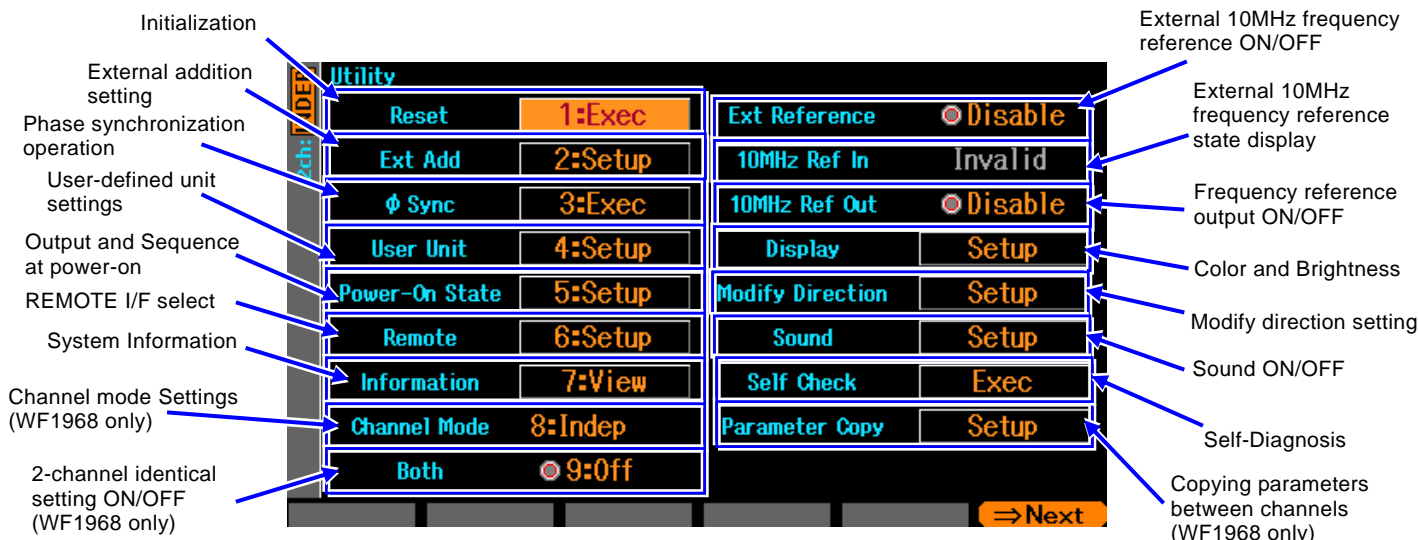 Initialization
External addition
setting
Phase synchronization
operation
User-defined unit
settings
Output and Sequence
at power-on
REMOTE I/F select
System Information
Channel mode Settings
(WF1968 only)
2-channel identical
setting ON/OFF
(WF1968 only)
2ch: INDEP
Utility
Reset 1:Exec
Ext Add 2:Setup
ϕ Sync 3:Exec
User Unit 4:Setup
Power-On State 5:Setup
Remote 6:Setup
Information 7:View
Channel Mode 8:Indep
Both 9:Off
Ext Reference Disable
10MHz Ref In Invalid
10MHz Ref Out Disable
Display Setup
Modify Direction Setup
Sound Setup
Self Check Exec
Parameter Copy Setup
⇒Next
External 10MHz frequency
reference ON/OFF
External 10MHz
frequency reference
state display
Frequency reference
output ON/OFF
Color and Brightness
Modify direction setting
Sound ON/OFF
Self-Diagnosis
Copying parameters
between channels
(WF1968 only)